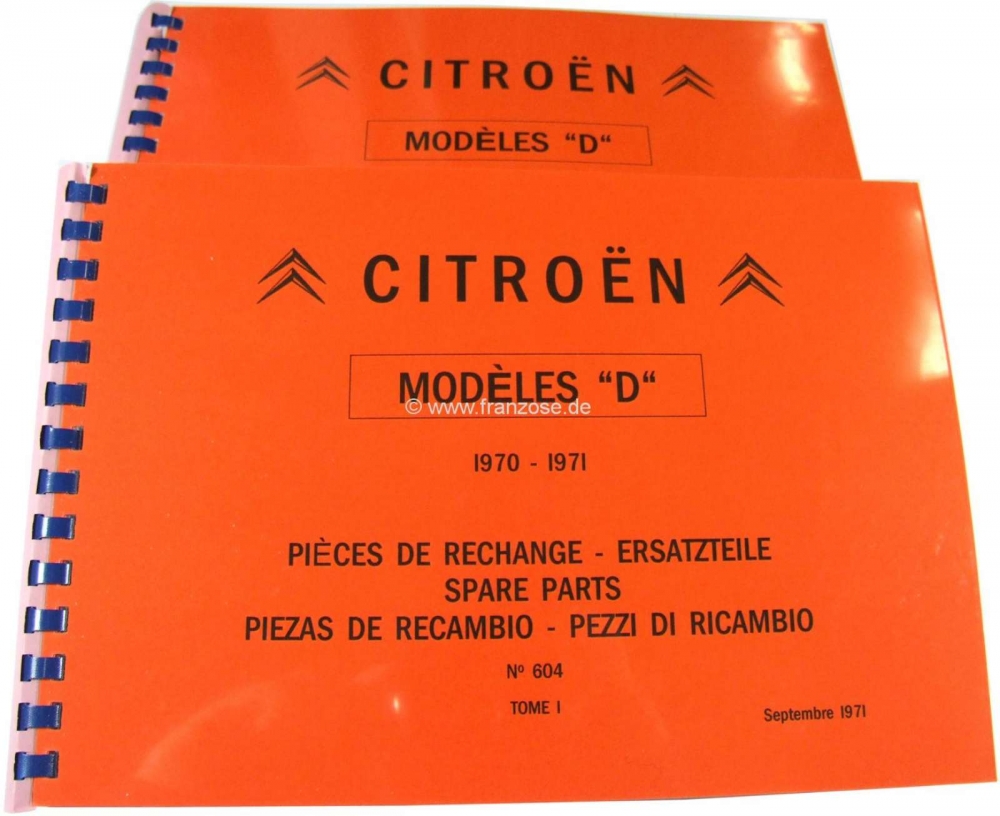 CITROËN
MODÈLES "D"
CITROËN
MODÈLES "D"
© www.franzose.de
1970 - 1971
PIÈCES DE RECHANGE - ERSATZTEILE
SPARE PARTS
PIEZAS DE RECAMBIO - PEZZI DI RICAMBIO
Nº 604
TOME I
Septembre 1971